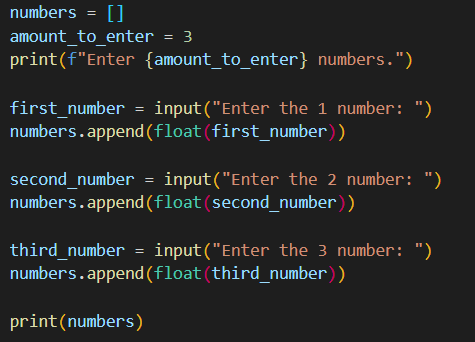 numbers = []
amount_to_enter = 3
print(f"Enter {amount_to_enter} numbers.")

first_number = input("Enter the 1 number: ")
numbers.append(float(first_number))

second_number = input("Enter the 2 number: ")
numbers.append(float(second_number))

third_number = input("Enter the 3 number: ")
numbers.append(float(third_number))

print(numbers)